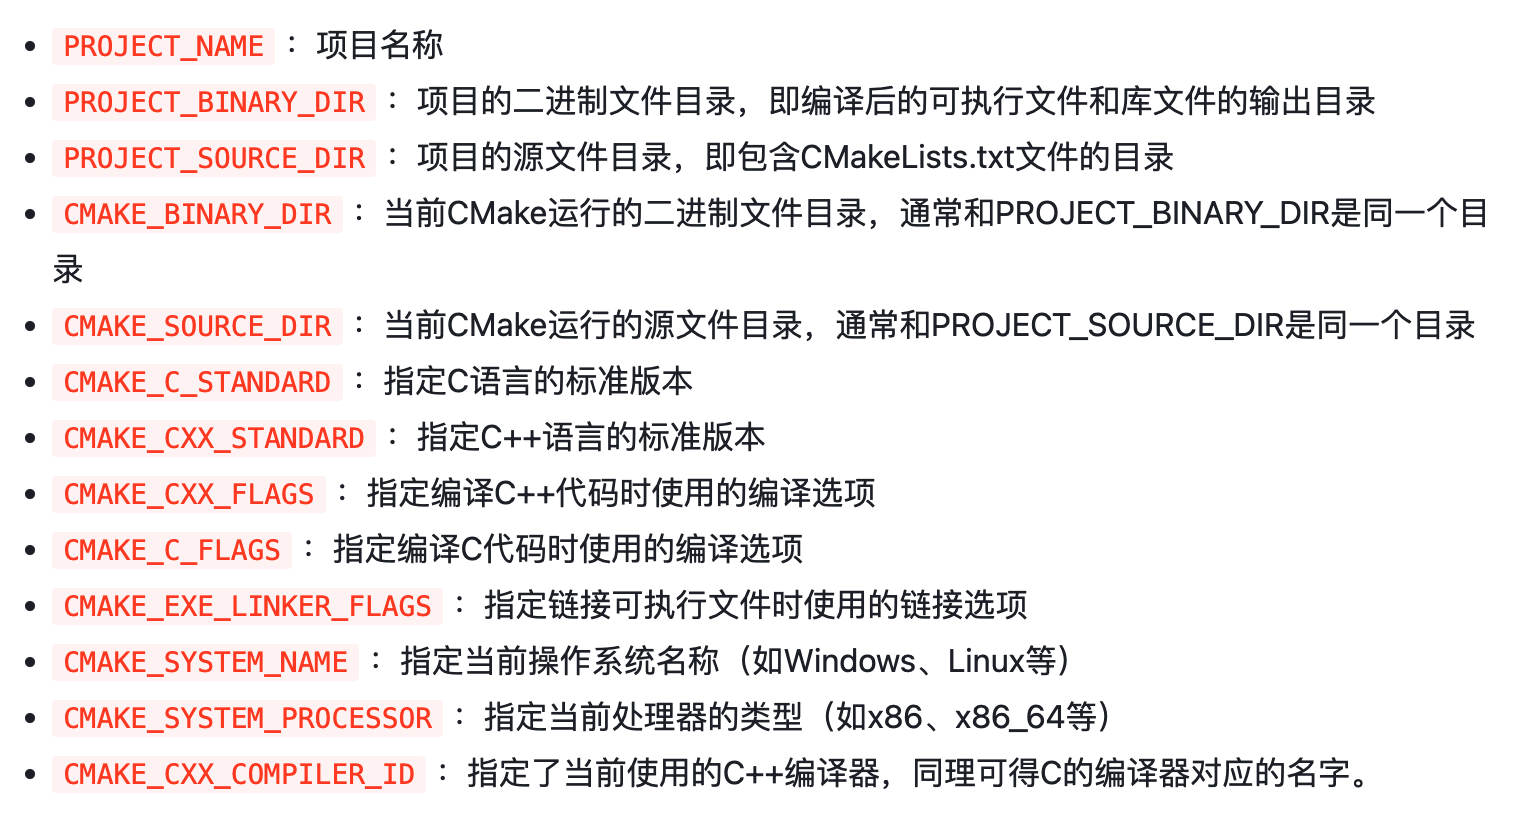 • PROJECT_NAME ： 项目名称
• PROJECT_BINARY_DIR ： 项目的二进制文件目录，即编译后的可执行文件和库文件的输出目录
• PROJECT_SOURCE_DIR ： 项目的源文件目录，即包含CMakeLists.txt文件的目录
• CMAKE_BINARY_DIR ： 当前CMake运行的二进制文件目录，通常和PROJECT_BINARY_DIR是同一个目
录
• CMAKE_SOURCE_DIR ： 当前CMake运行的源文件目录，通常和PROJECT_SOURCE_DIR是同一个目录
• CMAKE_C_STANDARD ： 指定C语言的标准版本
• CMAKE_CXX_STANDARD ： 指定C++语言的标准版本
• CMAKE_CXX_FLAGS ： 指定编译C++代码时使用的编译选项
• CMAKE_C_FLAGS ： 指定编译C代码时使用的编译选项
• CMAKE_EXE_LINKER_FLAGS ： 指定链接可执行文件时使用的链接选项
• CMAKE_SYSTEM_NAME ： 指定当前操作系统名称（如Windows、Linux等）
• CMAKE_SYSTEM_PROCESSOR ： 指定当前处理器的类型（如x86、x86_64等）
• CMAKE_CXX_COMPILER_ID ： 指定了当前使用的C++编译器，同理可得C的编译器对应的名字。